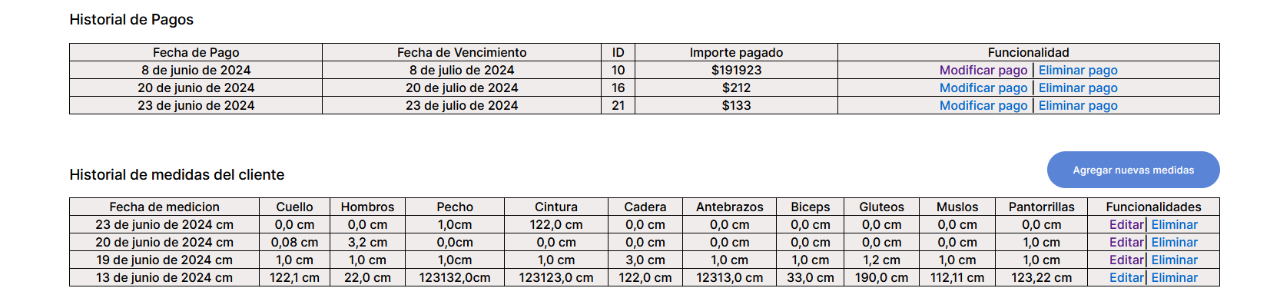 Historial de Pagos
Fecha de Pago Fecha de Vencimiento ID Importe pagado Funcionalidad
8 de junio de 2024 8 de julio de 2024 10 $191923 Modificar pago | Eliminar pago
20 de junio de 2024 20 de julio de 2024 16 $212 Modificar pago | Eliminar pago
23 de junio de 2024 23 de julio de 2024 21 $133 Modificar pago | Eliminar pago
Agregar nuevas medidas
Historial de medidas del cliente
Fecha de medicion Cuello Hombros Pecho Cintura Cadera Antebrazos Biceps Gluteos Muslos Pantorrillas Funcionalidades
23 de junio de 2024 cm 0,0 cm 0,0 cm 1,0cm 122,0 cm 0,0 cm 0,0 cm 0,0 cm 0,0 cm 0,0 cm 0,0 cm Editar| Eliminar
20 de junio de 2024 cm 0,08 cm 3,2 cm 0,0cm 0,0 cm 0,0 cm 0,0 cm 0,0 cm 0,0 cm 0,0 cm 1,0 cm Editar| Eliminar
19 de junio de 2024 cm 1,0 cm 1,0 cm 1,0cm 1,0 cm 3,0 cm 1,0 cm 1,0 cm 1,2 cm 1,0 cm 1,0 cm Editar| Eliminar
13 de junio de 2024 cm 122,1 cm 22,0 cm 123132,0cm 123123,0 cm 122,0 cm 12313,0 cm 33,0 cm 190,0 cm 112,11 cm 123,22 cm Editar| Eliminar